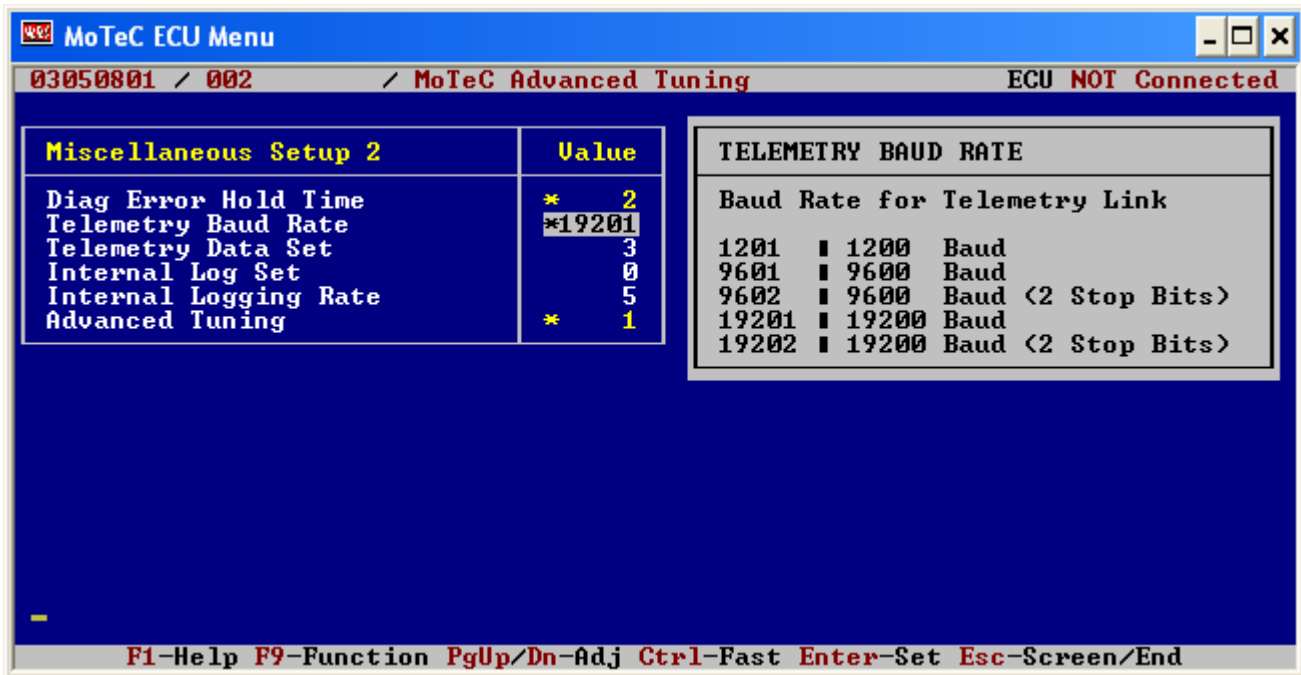 MoTeC ECU Menu
03050801 / 002 / MoTeC Advanced Tuning ECU NOT Connected
Miscellaneous Setup 2 Value
Diag Error Hold Time * 2
Telemetry Baud Rate *19201
Telemetry Data Set 3
Internal Log Set 0
Internal Logging Rate 5
Advanced Tuning * 1
TELEMETRY BAUD RATE
Baud Rate for Telemetry Link
1201 ▮ 1200 Baud
9601 ▮ 9600 Baud
9602 ▮ 9600 Baud (2 Stop Bits)
19201 ▮ 19200 Baud
19202 ▮ 19200 Baud (2 Stop Bits)
F1-Help F9-Function PgUp/Dn-Adj Ctrl-Fast Enter-Set Esc-Screen/End